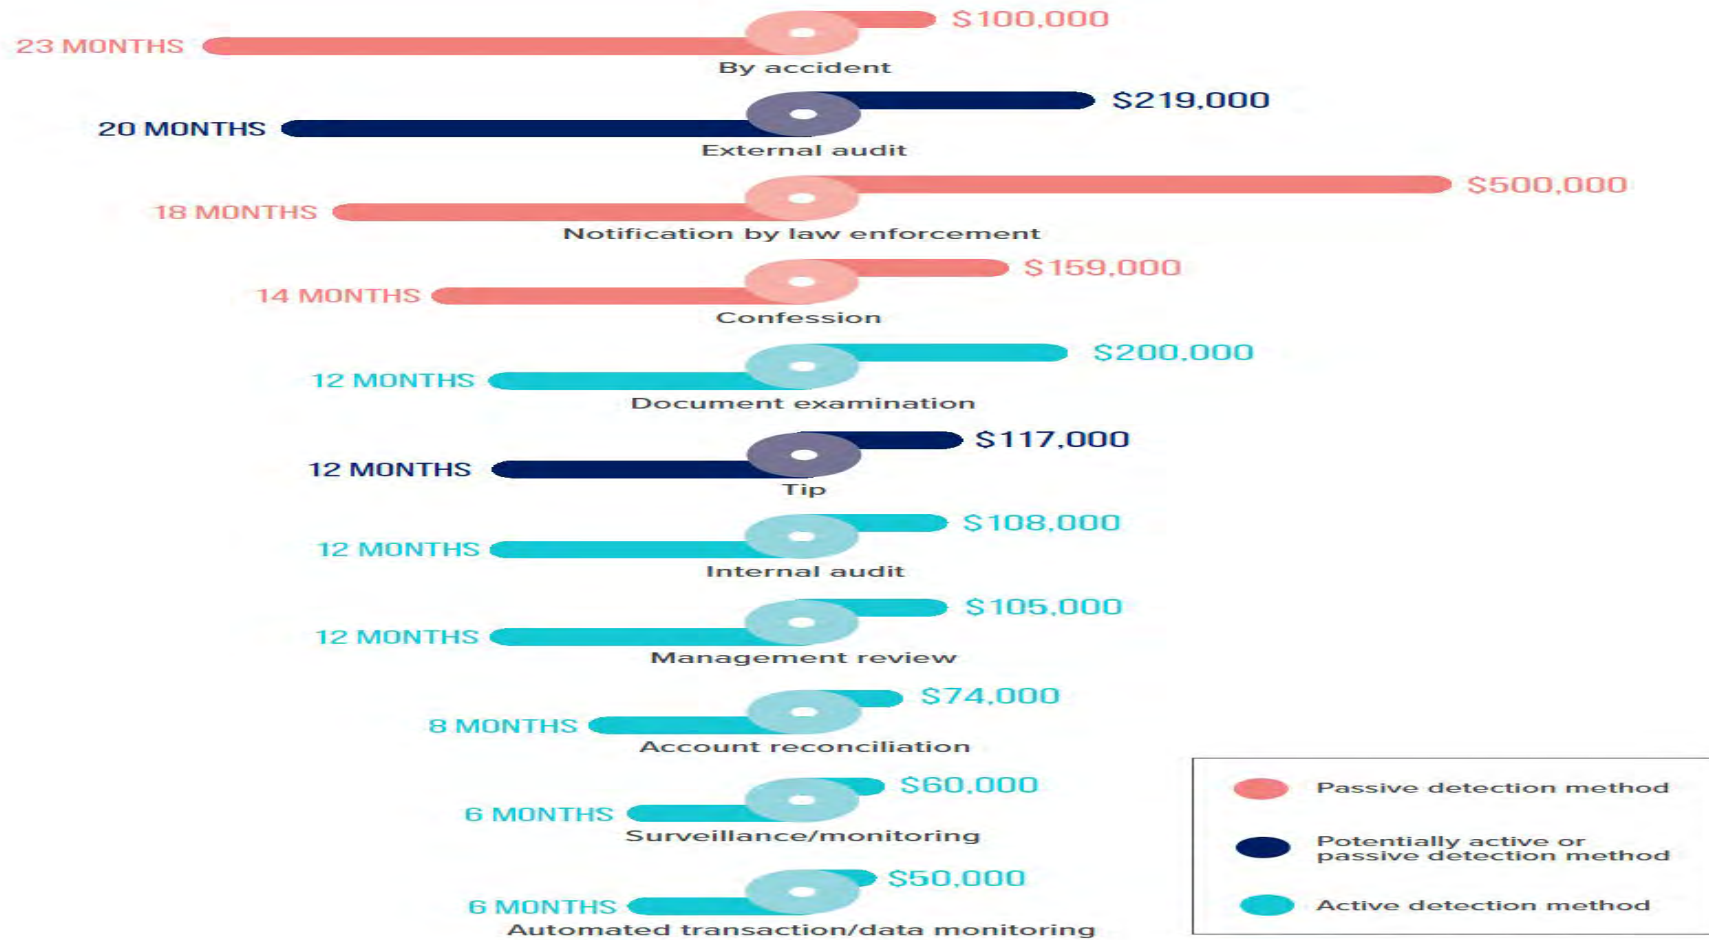 $100,000
23 MONTHS
By accident
$219,000
20 MONTHS
External audit
$500,000
18 MONTHS
Notification by law enforcement
$159,000
14 MONTHS
Confession
$200,000
12 MONTHS
Document examination
$117,000
12 MONTHS
Tip
$108,000
12 MONTHS
Internal audit
$105,000
12 MONTHS
Management review
$74,000
8 MONTHS
Account reconciliation
$60,000
6 MONTHS
Surveillance/monitoring
$50,000
6 MONTHS
Automated transaction/data monitoring
Passive detection method
Potentially active or
passive detection method
Active detection method